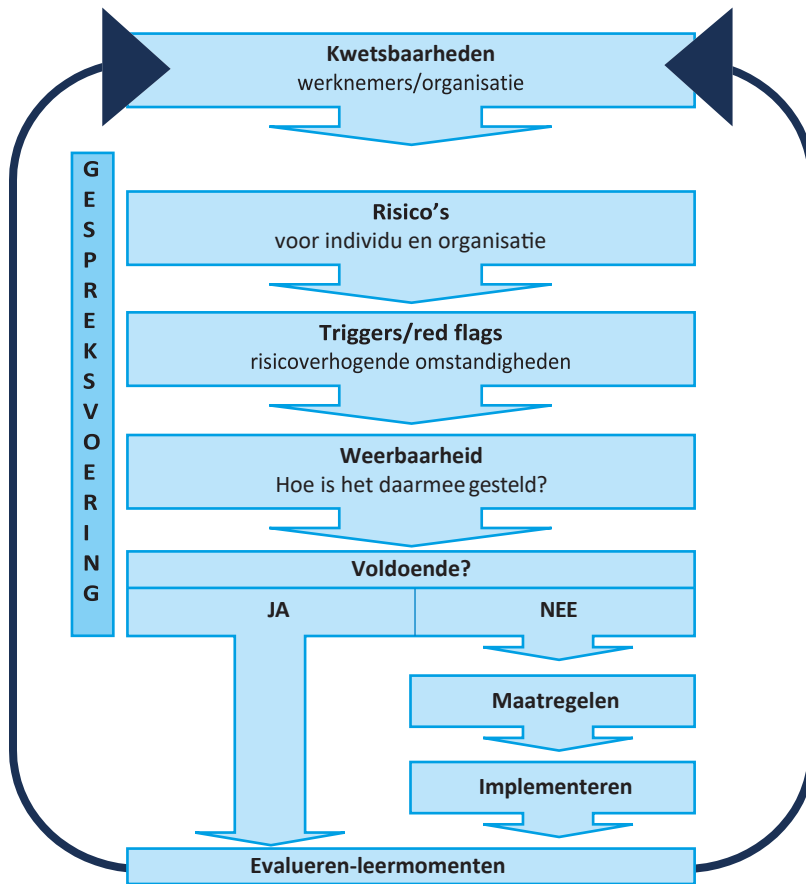 Kwetsbaarheden
werknemers/organisatie
GESPREKSVOERING
Risico's
voor individu en organisatie
Triggers/red flags
risicoverhogende omstandigheden
Weerbaarheid
Hoe is het daarmee gesteld?
Voldoende?
JA
NEE
Maatregelen
Implementeren
Evalueren-leermomenten